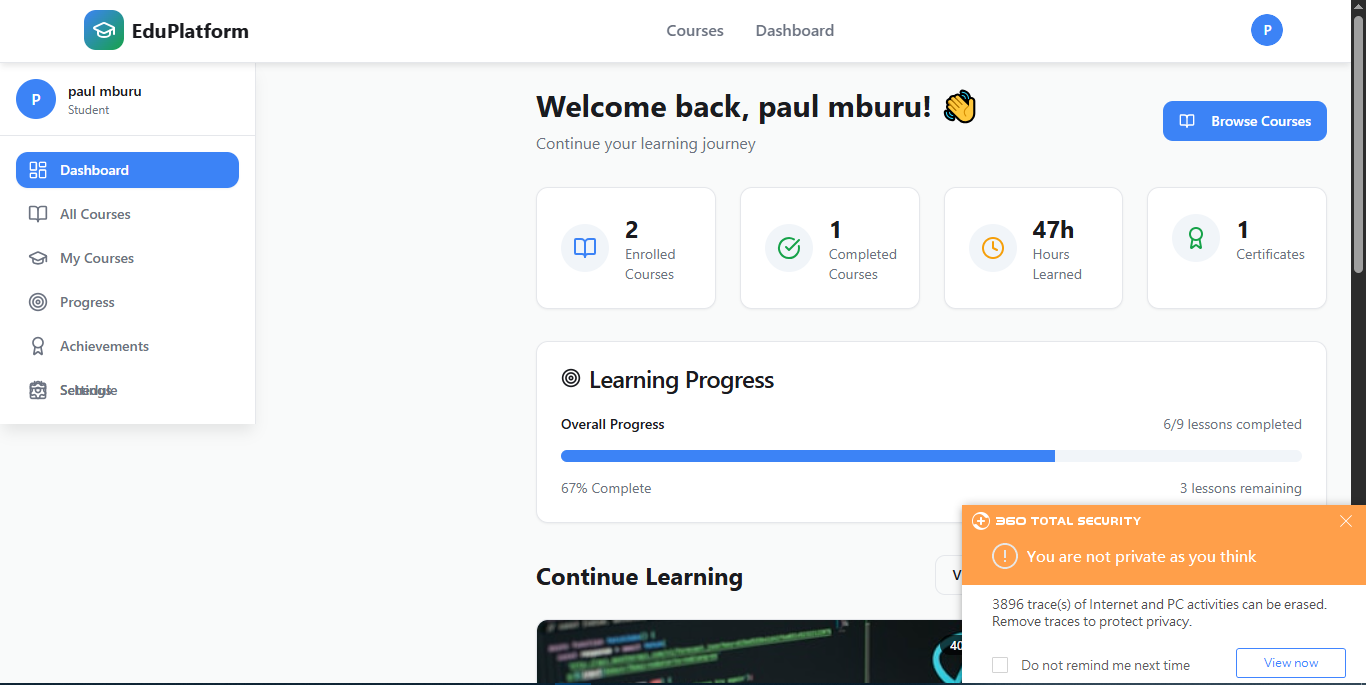 EduPlatform
Courses
Dashboard
P
P
paul mburu
Student
Dashboard
All Courses
My Courses
Progress
Achievements
Welcome back, paul mburu! 👋
Continue your learning journey
Browse Courses
2
Enrolled
Courses
1
Completed
Courses
47h
Hours
Learned
1
Certificates
Learning Progress
Overall Progress
6/9 lessons completed
67% Complete
3 lessons remaining
Continue Learning
V
40
360 TOTAL SECURITY
You are not private as you think
3896 trace(s) of Internet and PC activities can be erased.
Remove traces to protect privacy.
Do not remind me next time
View now